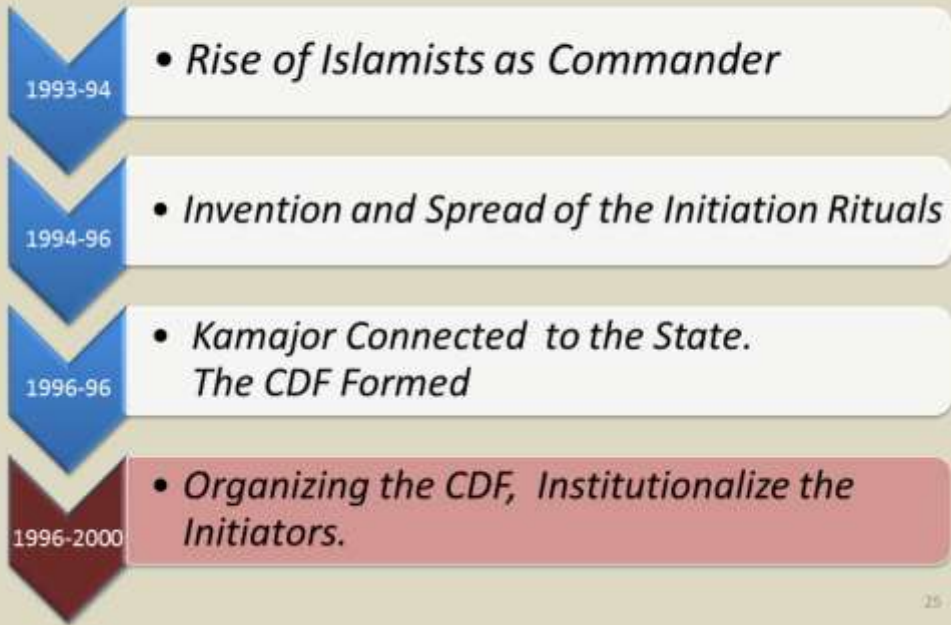 1993-94
• Rise of Islamists as Commander
1994-96
• Invention and Spread of the Initiation Rituals
1996-96
• Kamajor Connected to the State.
The CDF Formed
1996-2000
• Organizing the CDF, Institutionalize the
Initiators.
25